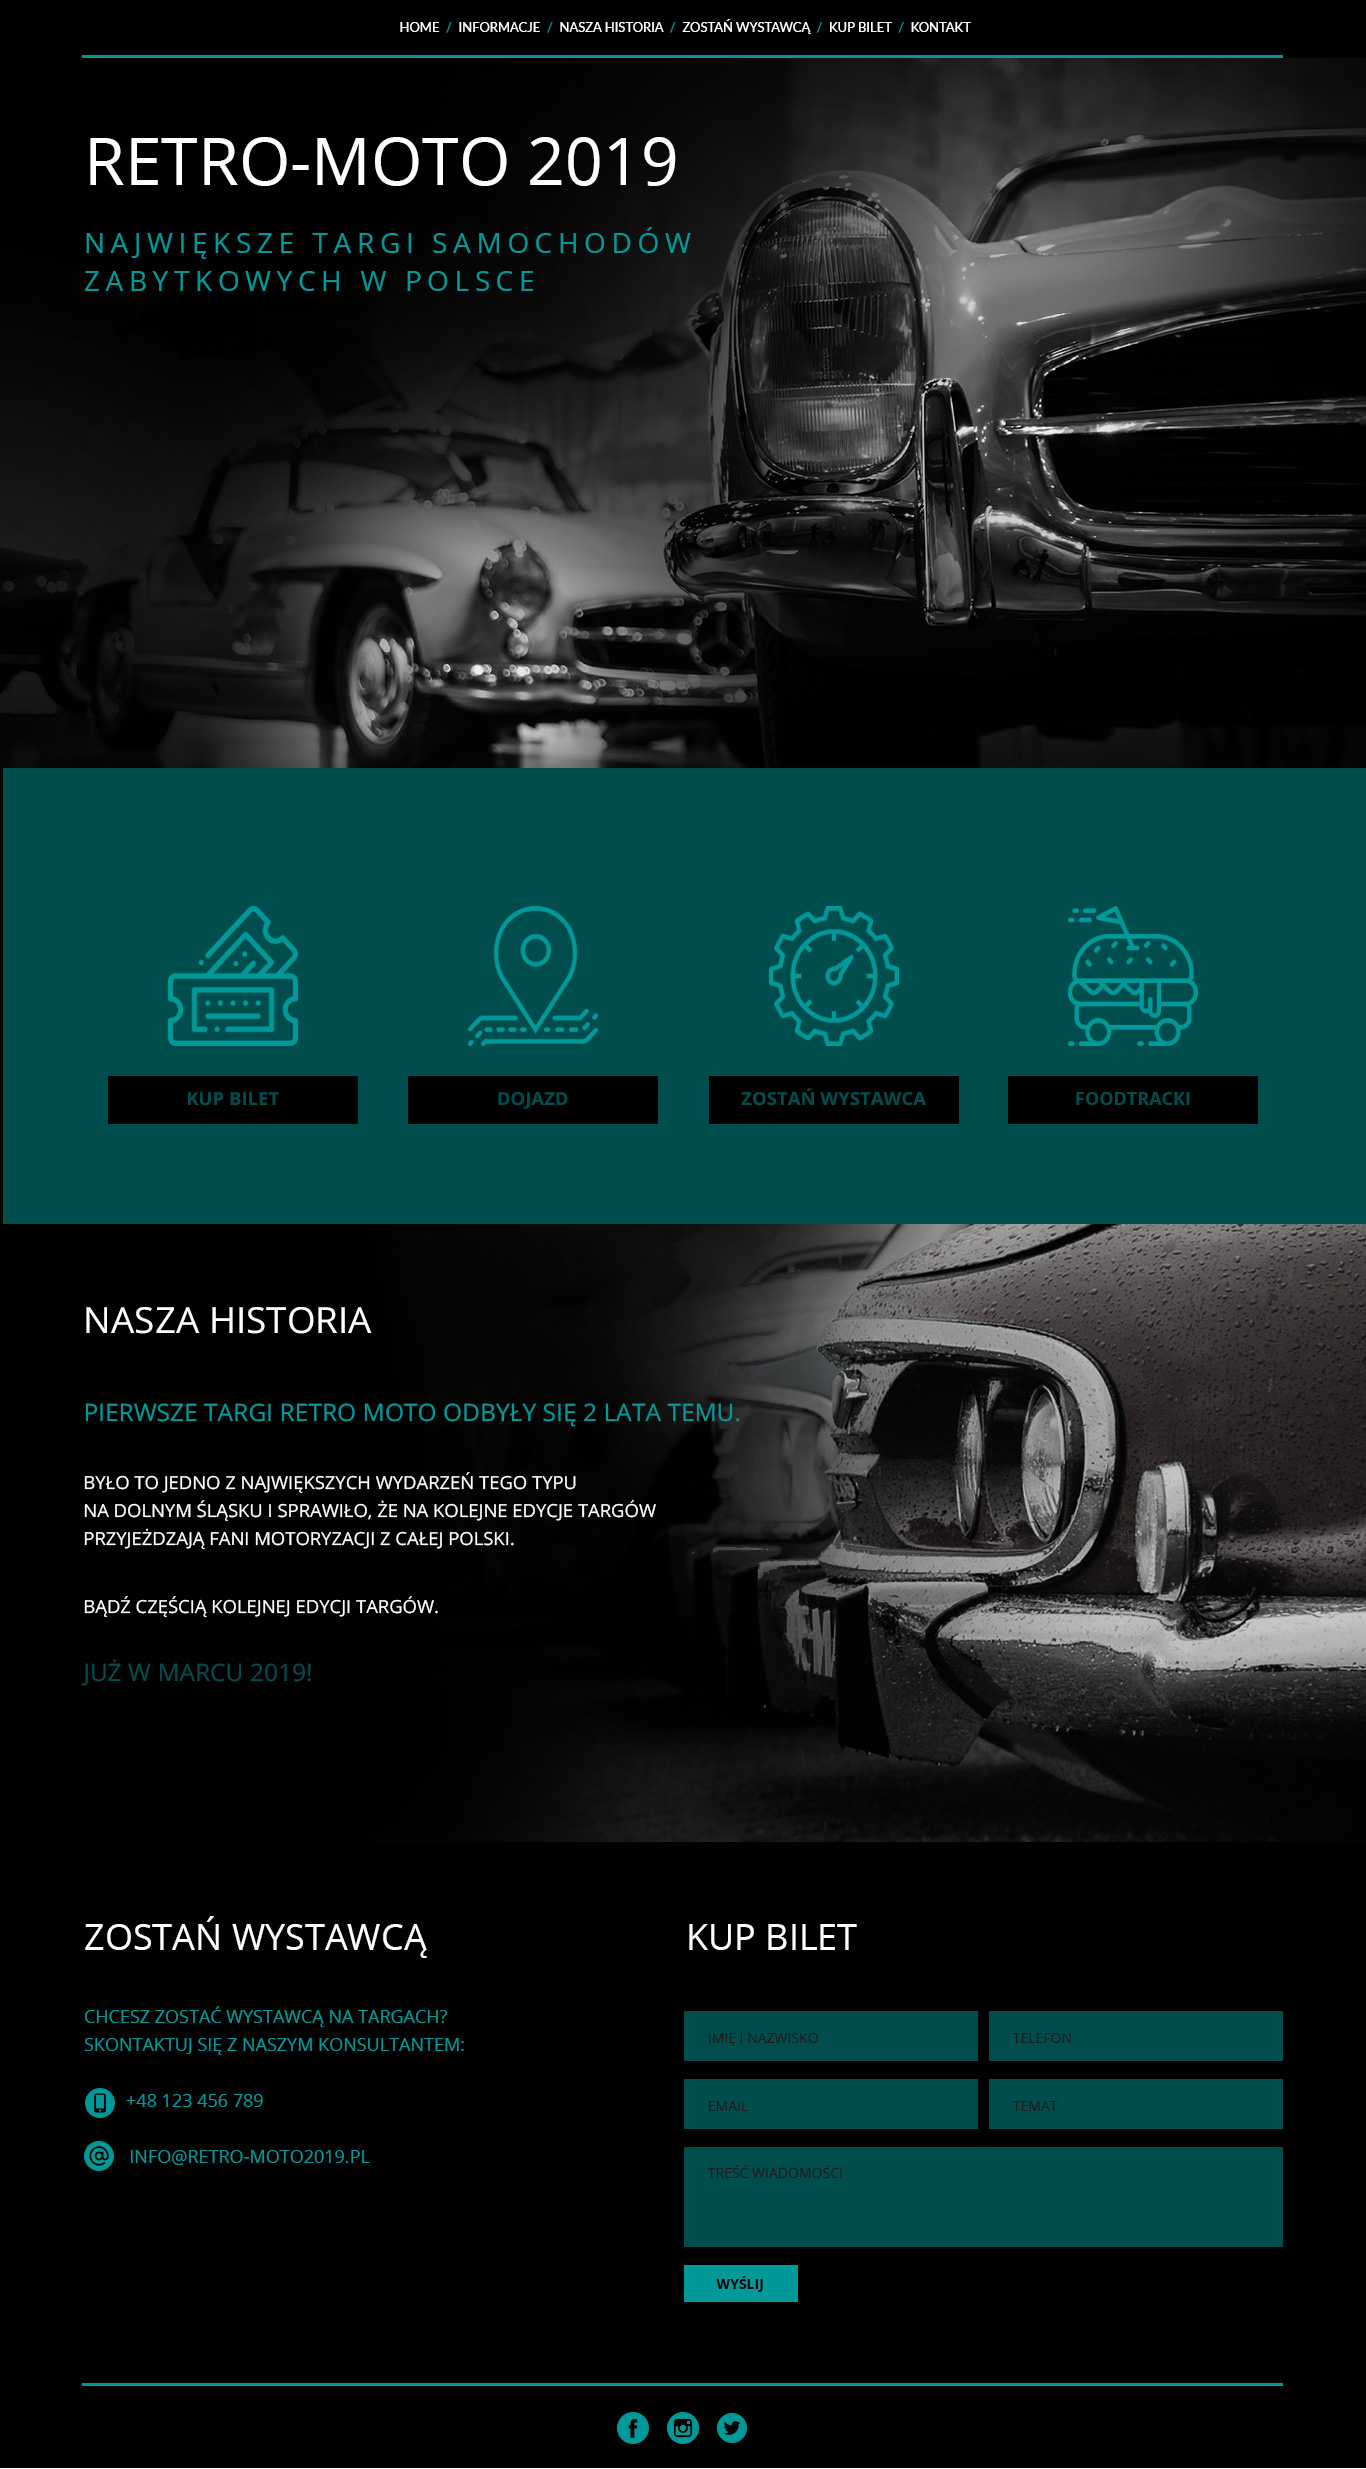 HOME / INFORMACJE / NASZA HISTORIA / ZOSTAŃ WYSTAWCĄ / KUP BILET / KONTAKT
RETRO-MOTO 2019
NAJWIĘKSZE TARGI SAMOCHODÓW
ZABYTKOWYCH W POLSCE
KUP BILET
DOJAZD
ZOSTAŃ WYSTAWCA
FOODTRACKI
NASZA HISTORIA
PIERWSZE TARGI RETRO MOTO ODBYŁY SIĘ 2 LATA TEMU.
BYŁO TO JEDNO Z NAJWIĘKSZYCH WYDARZEŃ TEGO TYPU
NA DOLNYM ŚLĄSKU I SPRAWIŁO, ŻE NA KOLEJNE EDYCJE TARGÓW
PRZYJEŻDZAJĄ FANI MOTORYZACJI Z CAŁEJ POLSKI.
BĄDŹ CZĘŚCIĄ KOLEJNEJ EDYCJI TARGÓW.
JUŻ W MARCU 2019!
ZOSTAŃ WYSTAWCĄ
CHCESZ ZOSTAĆ WYSTAWCĄ NA TARGACH?
SKONTAKTUJ SIĘ Z NASZYM KONSULTANTEM:
+48 123 456 789
INFO@RETRO-MOTO2019.PL
KUP BILET
IMIĘ I NAZWISKO
TELEFON
EMAIL
TEMAT
TREŚĆ WIADOMOŚCI
WYŚLIJ